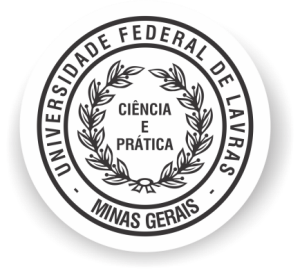 - UNIVERSIDADE FEDERAL DE LAVRAS -
CIÊNCIA
E
PRÁTICA
MINAS GERAIS